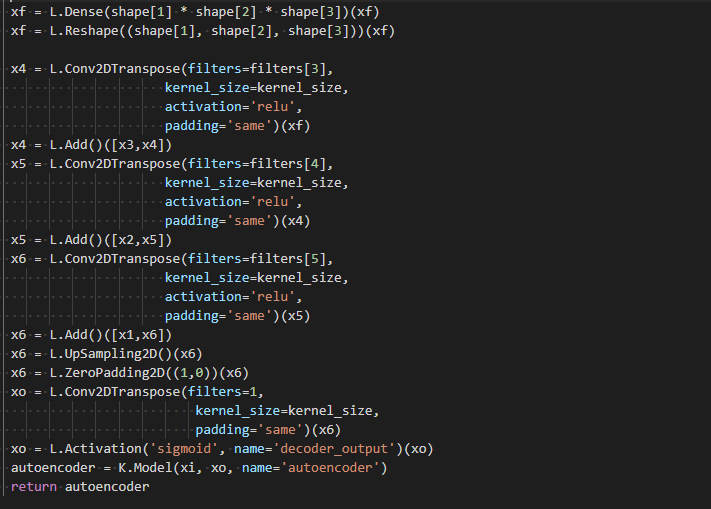 xf = L.Dense(shape[1] * shape[2] * shape[3])(xf)
xf = L.Reshape((shape[1], shape[2], shape[3]))(xf)
x4 = L.Conv2DTranspose(filters=filters[3],
kernel_size=kernel_size,
activation='relu',
padding='same')(xf)
x4 = L.Add()([x3,x4])
x5 = L.Conv2DTranspose(filters=filters[4],
kernel_size=kernel_size,
activation='relu',
padding='same')(x4)
x5 = L.Add()([x2,x5])
x6 = L.Conv2DTranspose(filters=filters[5],
kernel_size=kernel_size,
activation='relu',
padding='same')(x5)
x6 = L.Add()([x1,x6])
x6 = L.UpSampling2D()(x6)
x6 = L.ZeroPadding2D((1,0))(x6)
xo = L.Conv2DTranspose(filters=1,
kernel_size=kernel_size,
padding='same')(x6)
xo = L.Activation('sigmoid', name='decoder_output')(xo)
autoencoder = K.Model(xi, xo, name='autoencoder')
return autoencoder